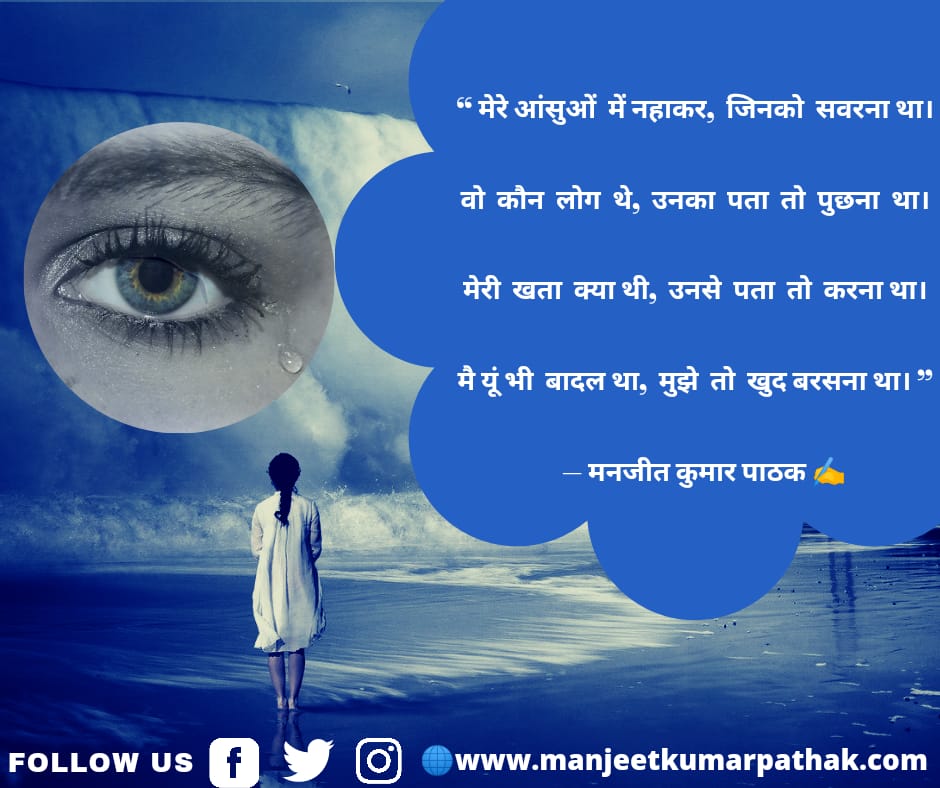 “ मेरे आंसुओं में नहाकर, जिनको सवरना था।
वो कौन लोग थे, उनका पता तो पुछना था।
मेरी खता क्या थी, उनसे पता तो करना था।
मै यूं भी बादल था, मुझे तो खुद बरसना था। ”
– मनजीत कुमार पाठक ✍️
FOLLOW US 🌐www.manjeetkumarpathak.com